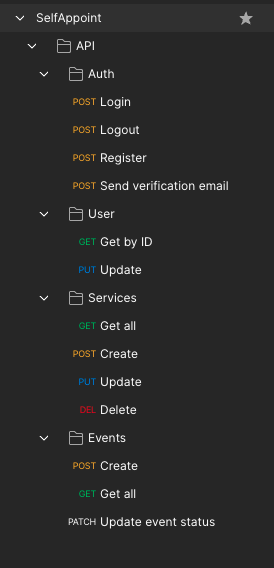 SelfAppoint
API
Auth
POST Login
POST Logout
POST Register
POST Send verification email
User
GET Get by ID
PUT Update
Services
GET Get all
POST Create
PUT Update
DEL Delete
Events
POST Create
GET Get all
PATCH Update event status